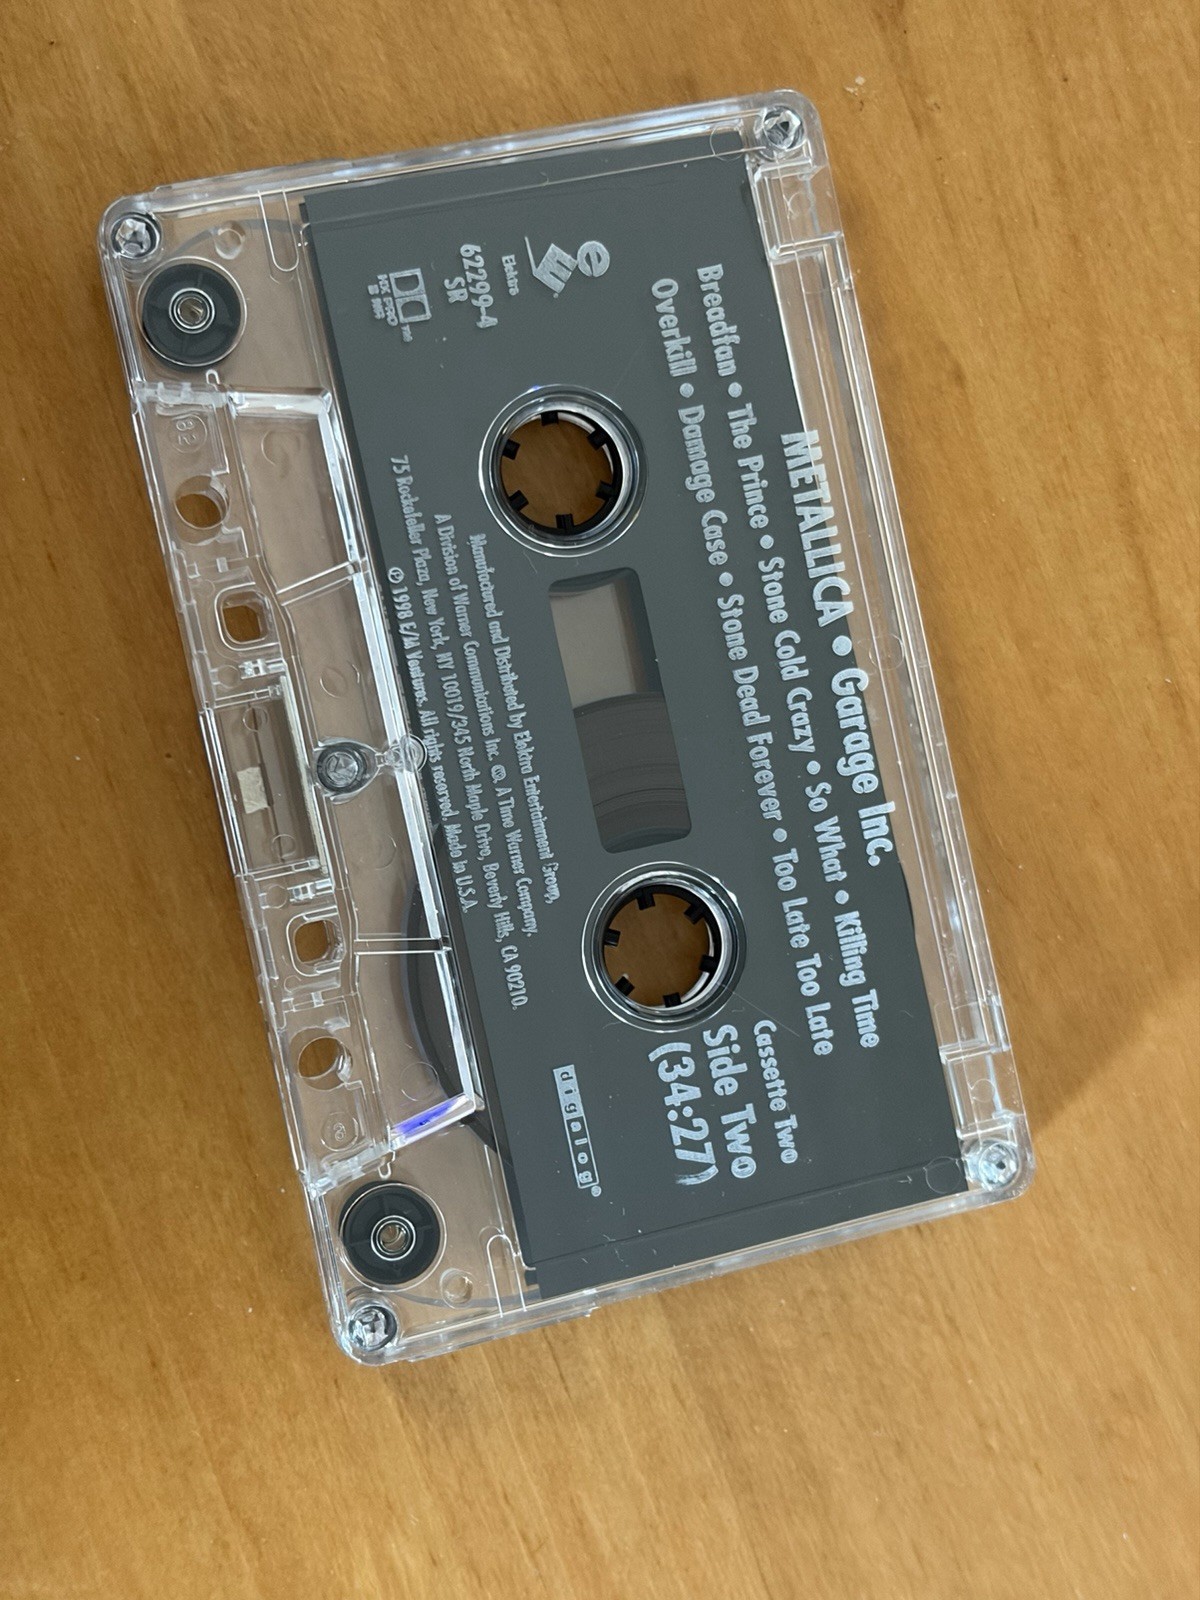 METALLICA • Garage Inc.
Breadfan • The Prince • Stone Cold Crazy • So What • Killing Time
Overkill • Damage Case • Stone Dead Forever • Too Late Too Late
e
Elektra
62299-4
SR
HX PRO
Cassette Two
Side Two
(34:27)
digalog®
Manufactured and Distributed by Elektra Entertainment Group,
A Division of Warner Communications Inc. A Time Warner Company.
75 Rockefeller Plaza, New York, NY 10019/345 North Maple Drive, Beverly Hills, CA 90210.
℗ 1998 E/M Ventures. All rights reserved. Made in U.S.A.